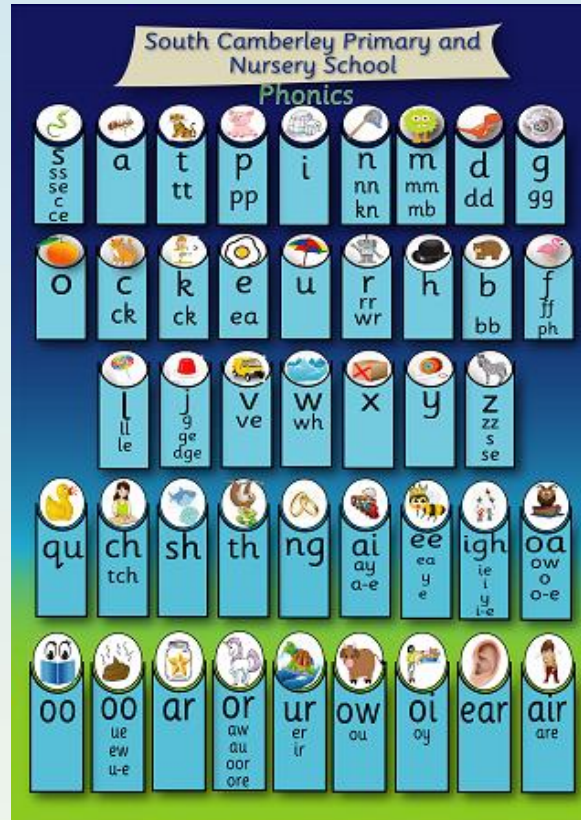 South Camberley Primary and
Nursery School
Phonics
s a t p i n m d g
ss tt pp nn mm dd gg
se kn mb
c
ce
o c k e u r h b f
ck ck ea rr bb ff
wr ph
l j v w x y z
ll g ve wh zz
le ge s
dge se
qu ch sh th ng ai ee igh oa
tch ay ea ie ow
a-e y i o
e y o-e
i-e
oo oo ar or ur ow oi ear air
ue aw er ou oy are
ew au ir
u-e oor
ore